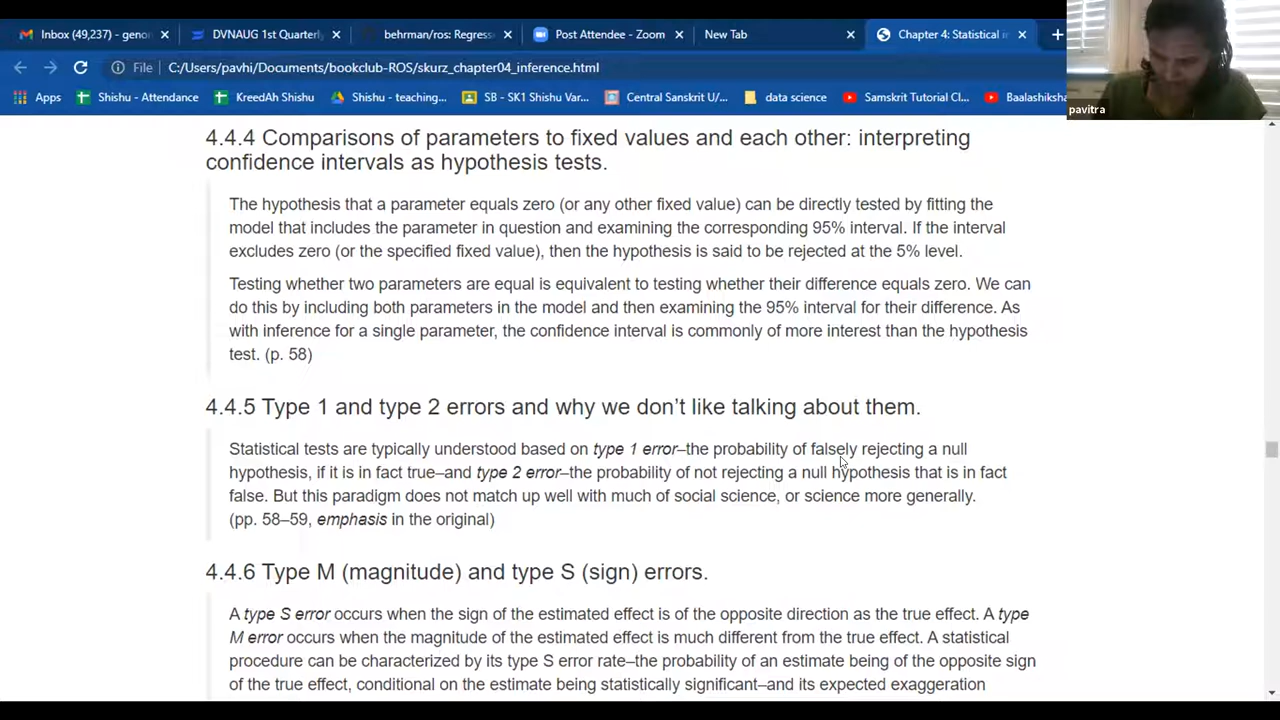 Inbox (49,237) - genon
DVNAUG 1st Quarterly
behrman/ros: Regress
Post Attendee - Zoom
New Tab
Chapter 4: Statistical in
File
C:/Users/pavhi/Documents/bookclub-ROS/skurz_chapter04_inference.html
Apps
Shishu - Attendance
KreedAh Shishu
Shishu - teaching...
SB - SK1 Shishu Var...
Central Sanskrit U/...
data science
Samskrit Tutorial Cl...
Baalashiksha
pavitra
4.4.4 Comparisons of parameters to fixed values and each other: interpreting
confidence intervals as hypothesis tests.
The hypothesis that a parameter equals zero (or any other fixed value) can be directly tested by fitting the
model that includes the parameter in question and examining the corresponding 95% interval. If the interval
excludes zero (or the specified fixed value), then the hypothesis is said to be rejected at the 5% level.
Testing whether two parameters are equal is equivalent to testing whether their difference equals zero. We can
do this by including both parameters in the model and then examining the 95% interval for their difference. As
with inference for a single parameter, the confidence interval is commonly of more interest than the hypothesis
test. (p. 58)
4.4.5 Type 1 and type 2 errors and why we don’t like talking about them.
Statistical tests are typically understood based on type 1 error–the probability of falsely rejecting a null
hypothesis, if it is in fact true–and type 2 error–the probability of not rejecting a null hypothesis that is in fact
false. But this paradigm does not match up well with much of social science, or science more generally.
(pp. 58–59, emphasis in the original)
4.4.6 Type M (magnitude) and type S (sign) errors.
A type S error occurs when the sign of the estimated effect is of the opposite direction as the true effect. A type
M error occurs when the magnitude of the estimated effect is much different from the true effect. A statistical
procedure can be characterized by its type S error rate–the probability of an estimate being of the opposite sign
of the true effect, conditional on the estimate being statistically significant–and its expected exaggeration